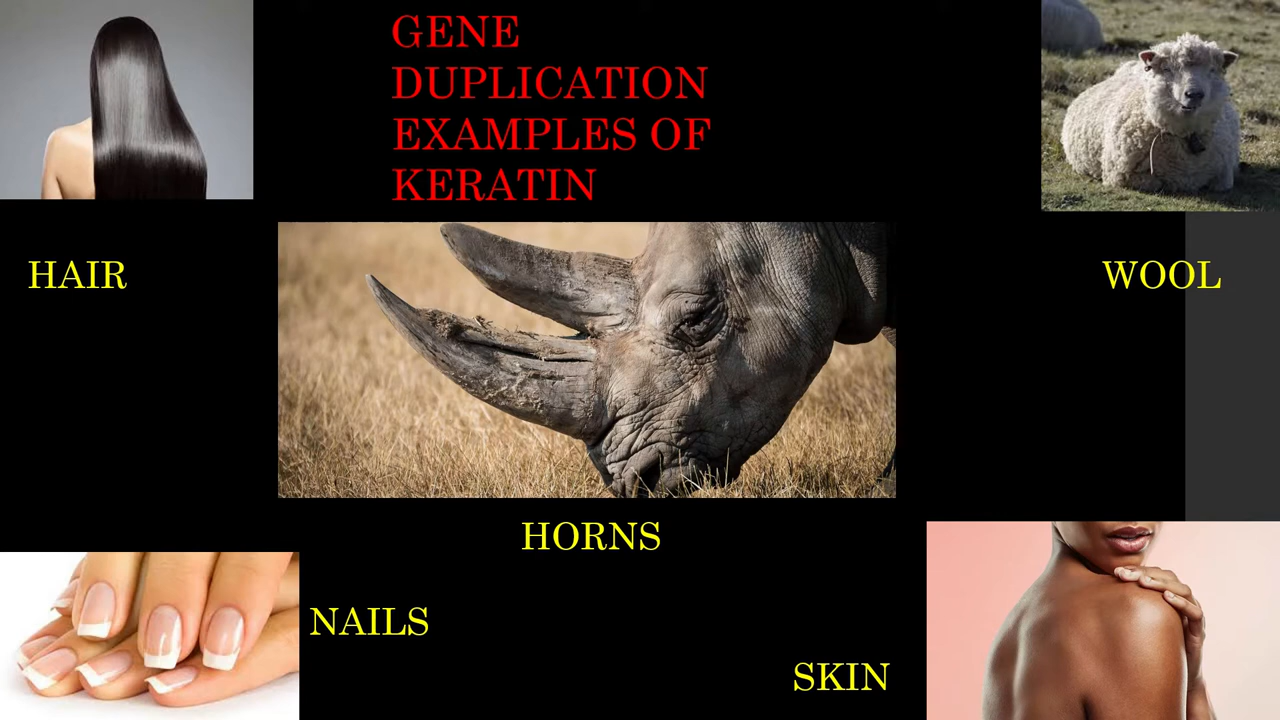 GENE
DUPLICATION
EXAMPLES OF
KERATIN
HAIR
WOOL
HORNS
NAILS
SKIN